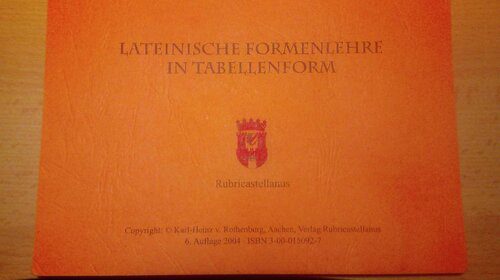 LATEINISCHE FORMENLEHRE
IN TABELLENFORM
Rubricastellanus
Copyright: © Karl-Heinz v. Rothenburg, Aachen, Verlag Rubricastellanus
6. Auflage 2004 ISBN 3-00-015092-7